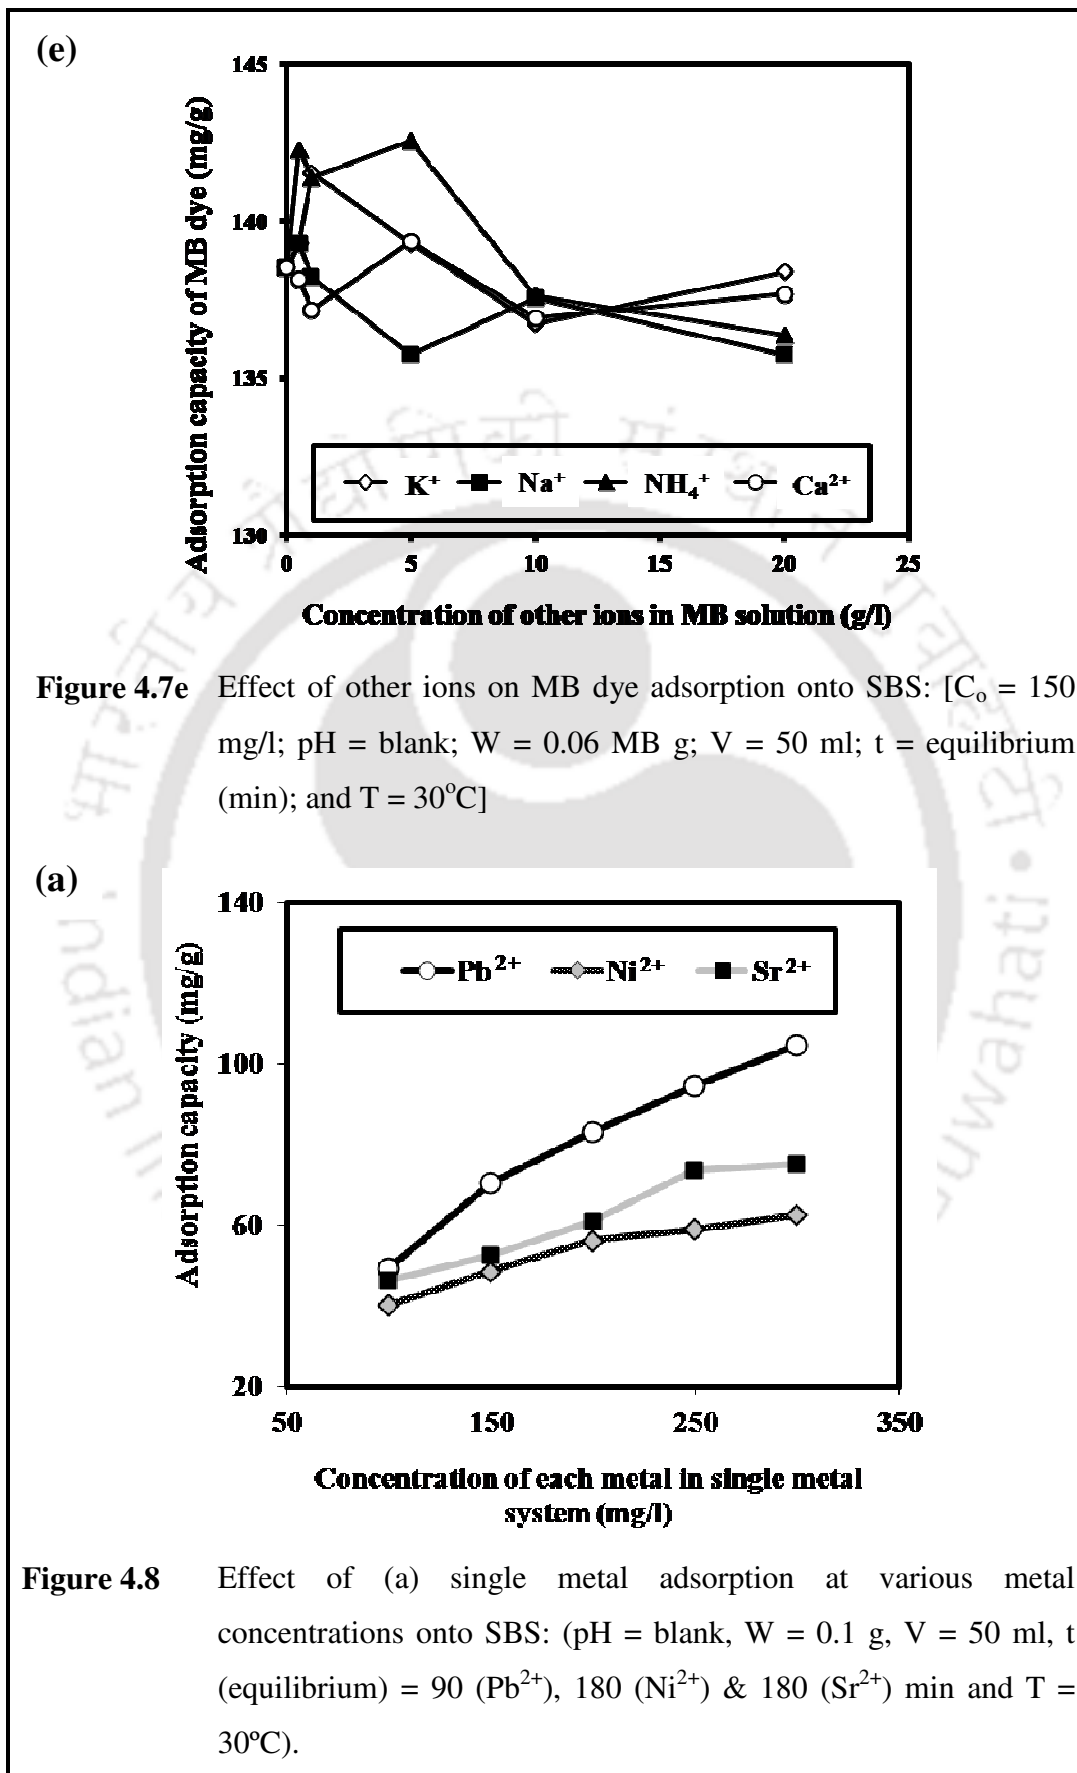 (e)
145
140
135
130
Adsorption capacity of MB dye (mg/g)
K⁺ Na⁺ NH₄⁺ Ca²⁺
0 5 10 15 20 25
Concentration of other ions in MB solution (g/l)
Figure 4.7e Effect of other ions on MB dye adsorption onto SBS: [Cₒ = 150
mg/l; pH = blank; W = 0.06 MB g; V = 50 ml; t = equilibrium
(min); and T = 30°C]
(a)
140
100
60
20
Adsorption capacity (mg/g)
Pb²⁺ Ni²⁺ Sr²⁺
50 150 250 350
Concentration of each metal in single metal
system (mg/l)
Figure 4.8 Effect of (a) single metal adsorption at various metal
concentrations onto SBS: (pH = blank, W = 0.1 g, V = 50 ml, t
(equilibrium) = 90 (Pb²⁺), 180 (Ni²⁺) & 180 (Sr²⁺) min and T =
30ºC).